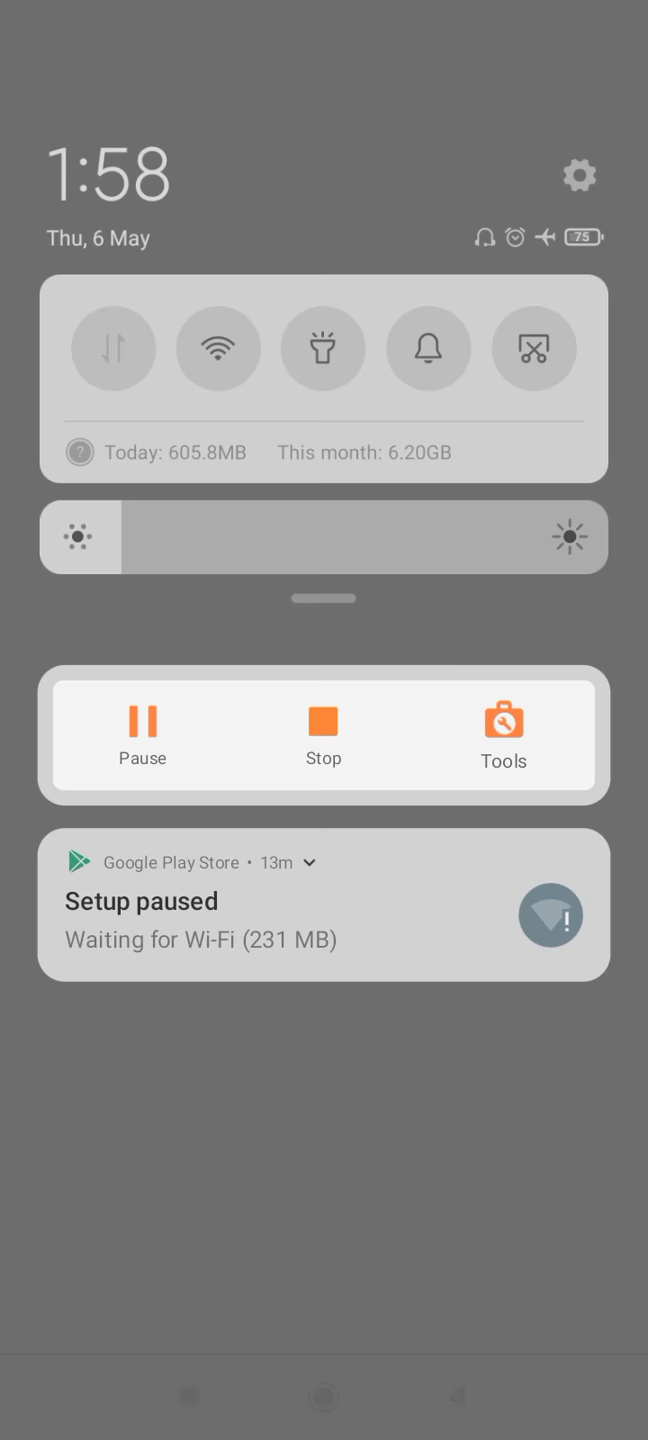 1:58
Thu, 6 May
75
Today: 605.8MB This month: 6.20GB
Pause Stop Tools
Google Play Store • 13m
Setup paused
Waiting for Wi-Fi (231 MB)